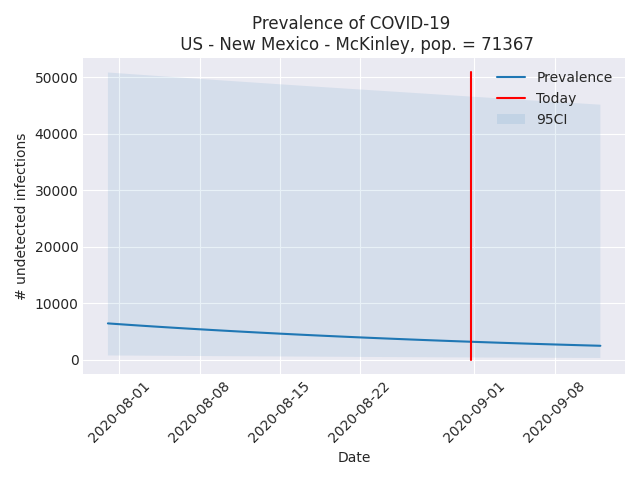 Prevalence of COVID-19
US - New Mexico - McKinley, pop. = 71367
Prevalence
Today
95CI
# undetected infections
50000
40000
30000
20000
10000
0
2020-08-01
2020-08-08
2020-08-15
2020-08-22
2020-09-01
2020-09-08
Date